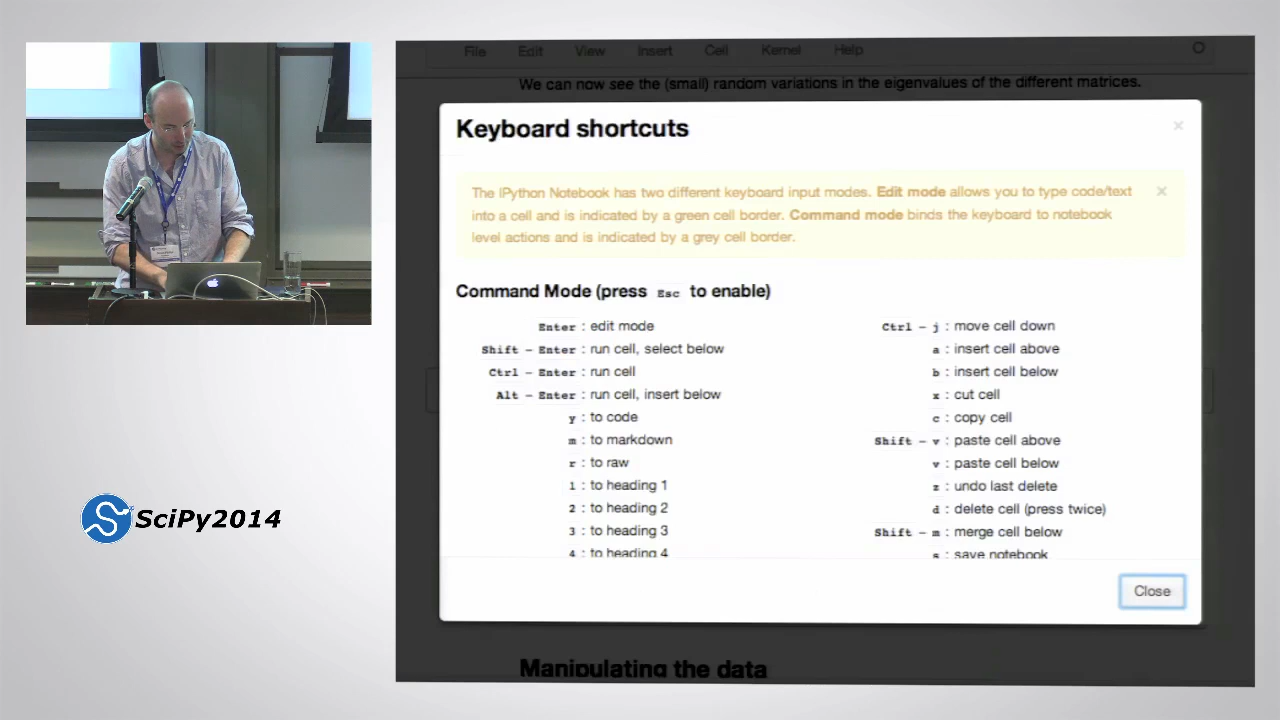 File Edit View Insert Cell Kernel Help
We can now see the (small) random variations in the eigenvalues of the different matrices.
Keyboard shortcuts
×
The IPython Notebook has two different keyboard input modes. Edit mode allows you to type code/text
into a cell and is indicated by a green cell border. Command mode binds the keyboard to notebook
level actions and is indicated by a grey cell border.
×
Command Mode (press Esc to enable)
Enter : edit mode
Shift - Enter : run cell, select below
Ctrl - Enter : run cell
Alt - Enter : run cell, insert below
y : to code
m : to markdown
r : to raw
1 : to heading 1
2 : to heading 2
3 : to heading 3
4 : to heading 4
Ctrl - j : move cell down
a : insert cell above
b : insert cell below
x : cut cell
c : copy cell
Shift - v : paste cell above
v : paste cell below
z : undo last delete
d : delete cell (press twice)
Shift - m : merge cell below
s : save notebook
Close
Manipulating the data
SciPy2014